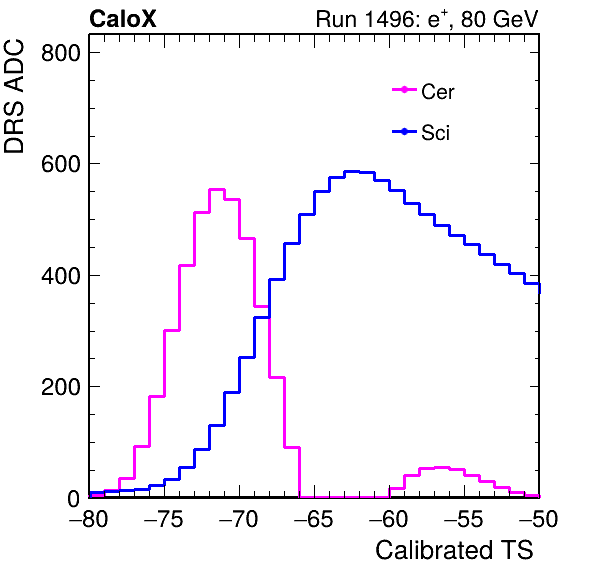 CaloX Run 1496: e⁺, 80 GeV
DRS ADC
800
600
400
200
0
Cer
Sci
−80 −75 −70 −65 −60 −55 −50
Calibrated TS